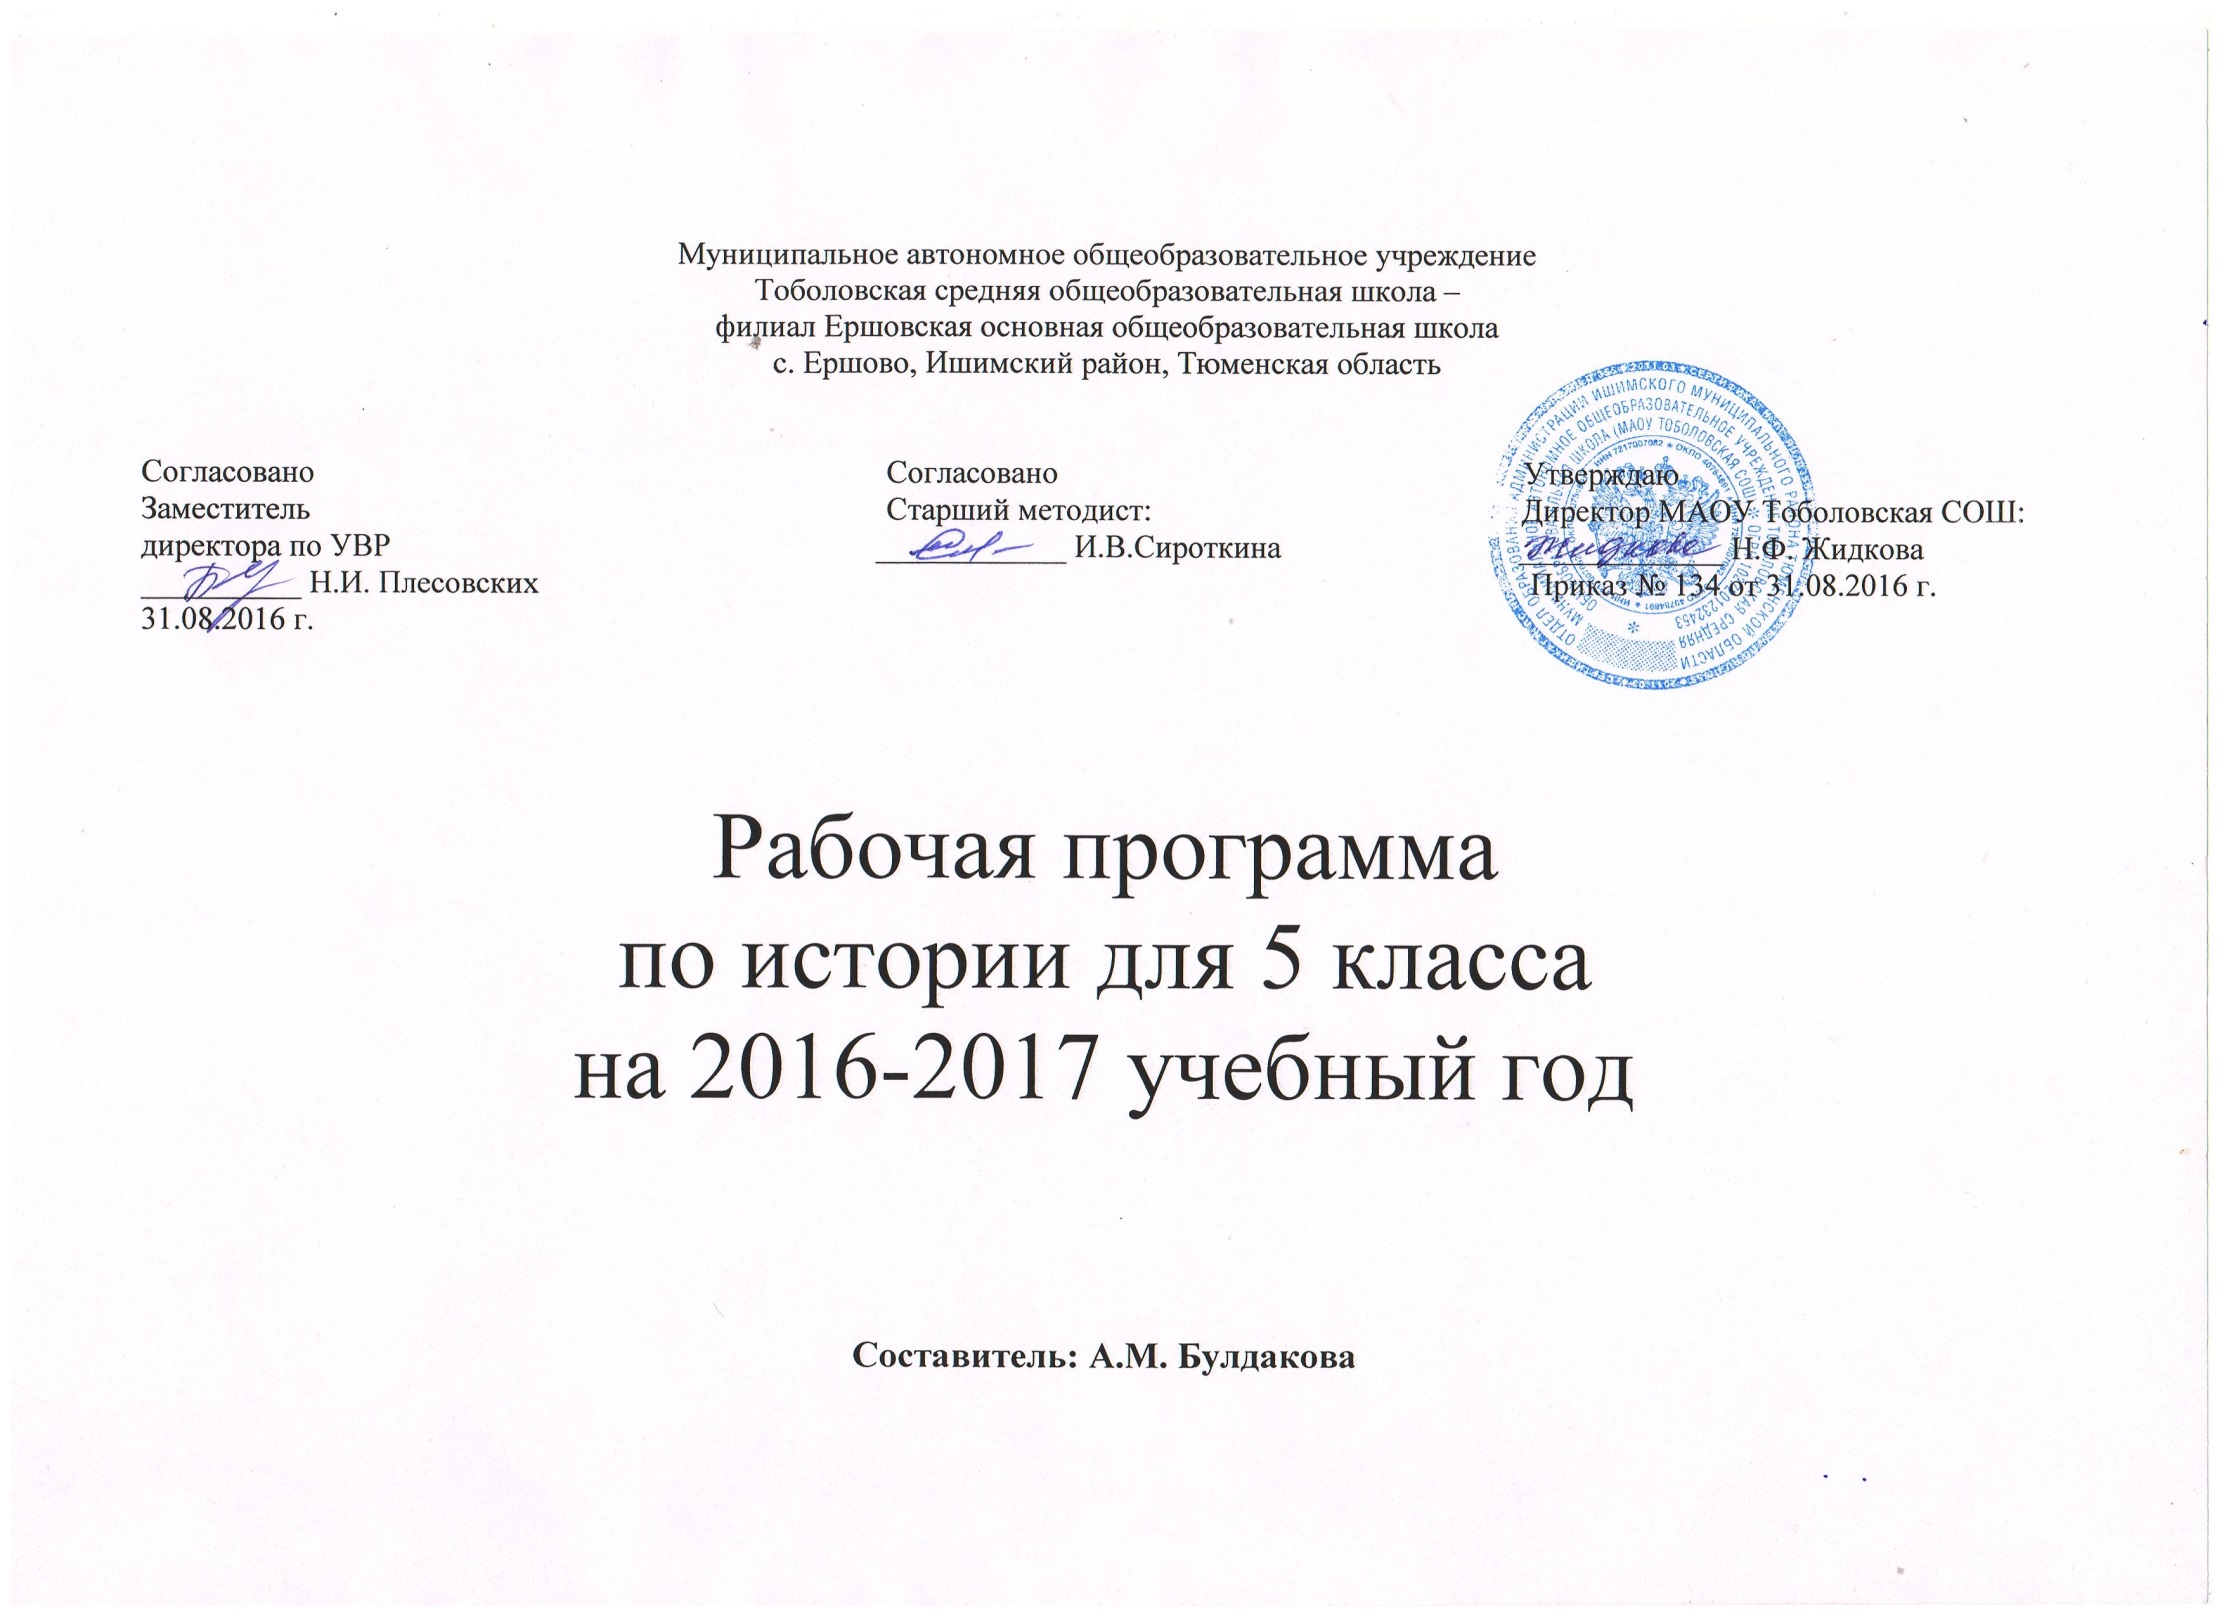 Муниципальное автономное общеобразовательное учреждение
Тоболовская средняя общеобразовательная школа –
филиал Ершовская основная общеобразовательная школа
с. Ершово, Ишимский район, Тюменская область
Согласовано
Заместитель
директора по УВР
Н.И. Плесовских
31.08.2016 г.
Согласовано
Старший методист:
И.В.Сироткина
Утверждаю
Директор МАОУ Тоболовская СОШ:
Н.Ф. Жидкова
Приказ № 134 от 31.08.2016 г.
Рабочая программа
по истории для 5 класса
на 2016-2017 учебный год
Составитель: А.М. Булдакова